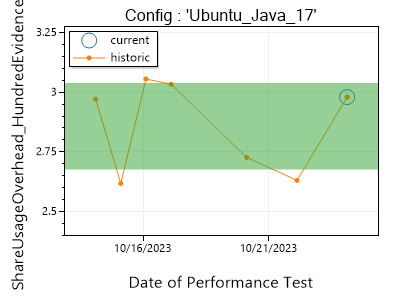 Config : 'Ubuntu_Java_17'
ShareUsageOverhead_HundredEvidence
current
historic
3.25
3
2.75
2.5
10/16/2023
10/21/2023
Date of Performance Test